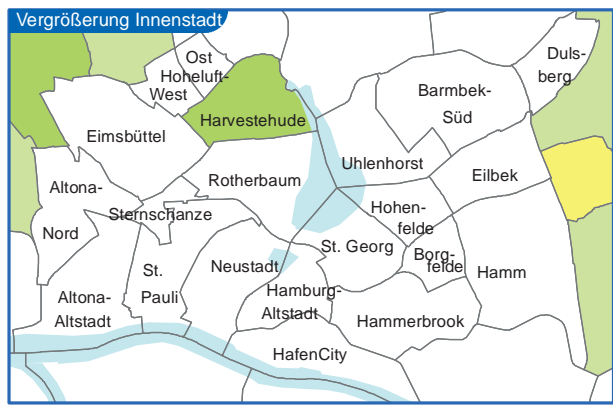 Vergrößerung Innenstadt
Ost
Hoheluft-
West
Duls-
berg
Barmbek-
Süd
Harvestehude
Eimsbüttel
Uhlenhorst
Eilbek
Altona-
Nord
Rotherbaum
Sternschanze
Hohen-
felde
St. Georg
Borg-
felde
Hamm
St.
Pauli
Neustadt
Hamburg-
Altstadt
Altona-
Altstadt
Hammerbrook
HafenCity